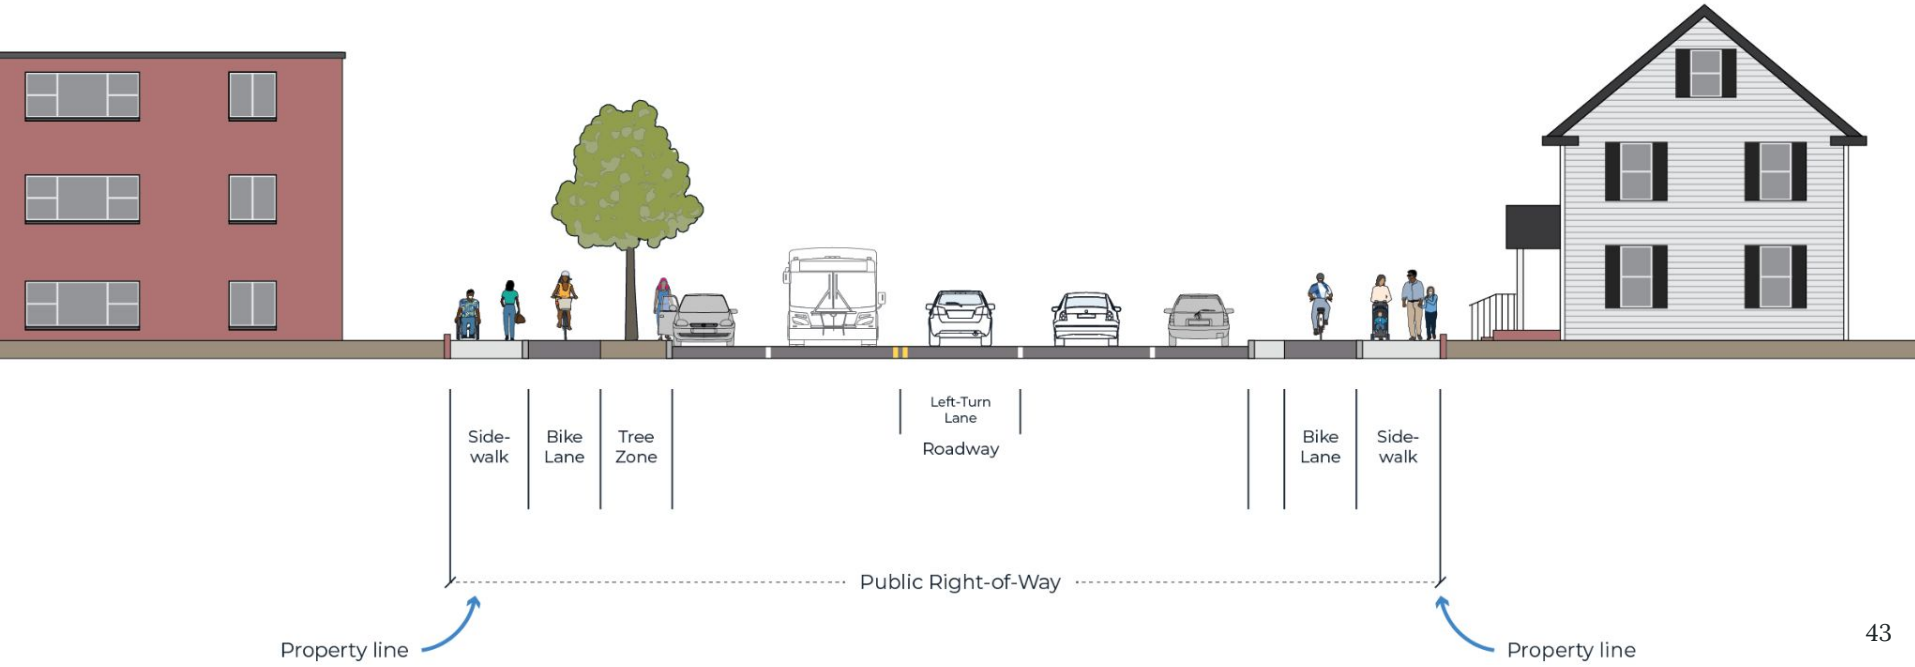 Left-Turn
Lane
Side-
walk
Bike
Lane
Tree
Zone
Roadway
Bike
Lane
Side-
walk
Public Right-of-Way
Property line
Property line
43